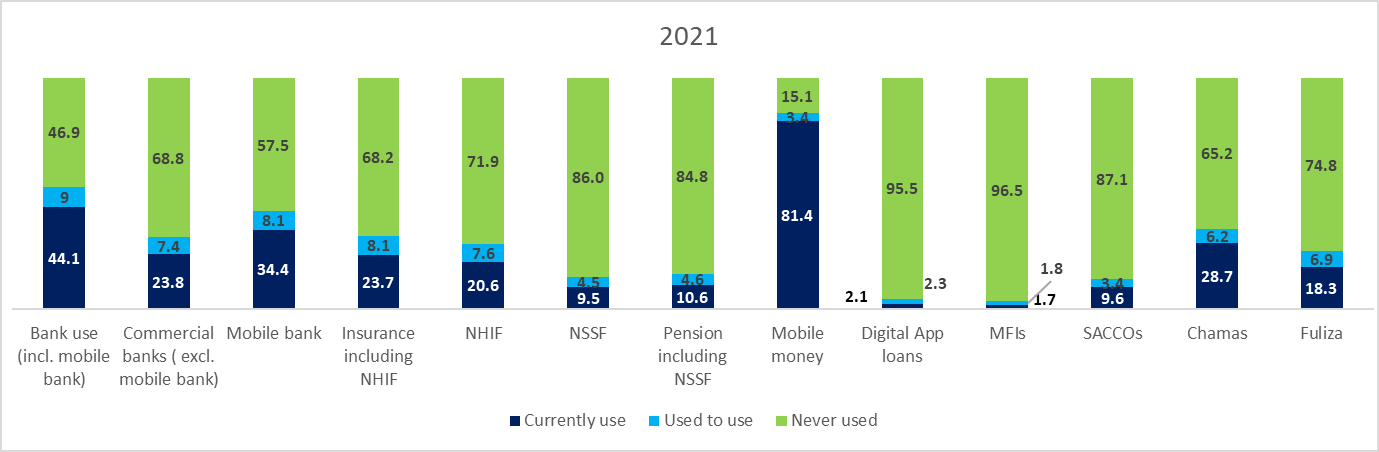 2021
46.9
68.8
57.5
68.2
71.9
86.0
84.8
15.1
95.5
96.5
87.1
65.2
74.8
9
7.4
8.1
8.1
7.6
4.5
4.6
3.4
2.3
1.8
3.4
6.2
6.9
44.1
23.8
34.4
23.7
20.6
9.5
10.6
81.4
2.1
1.7
9.6
28.7
18.3
Bank use
(incl. mobile
bank)
Commercial
banks ( excl.
mobile bank)
Mobile bank
Insurance
including
NHIF
NHIF
NSSF
Pension
including
NSSF
Mobile
money
Digital App
loans
MFIs
SACCOs
Chamas
Fuliza
Currently use
Used to use
Never used